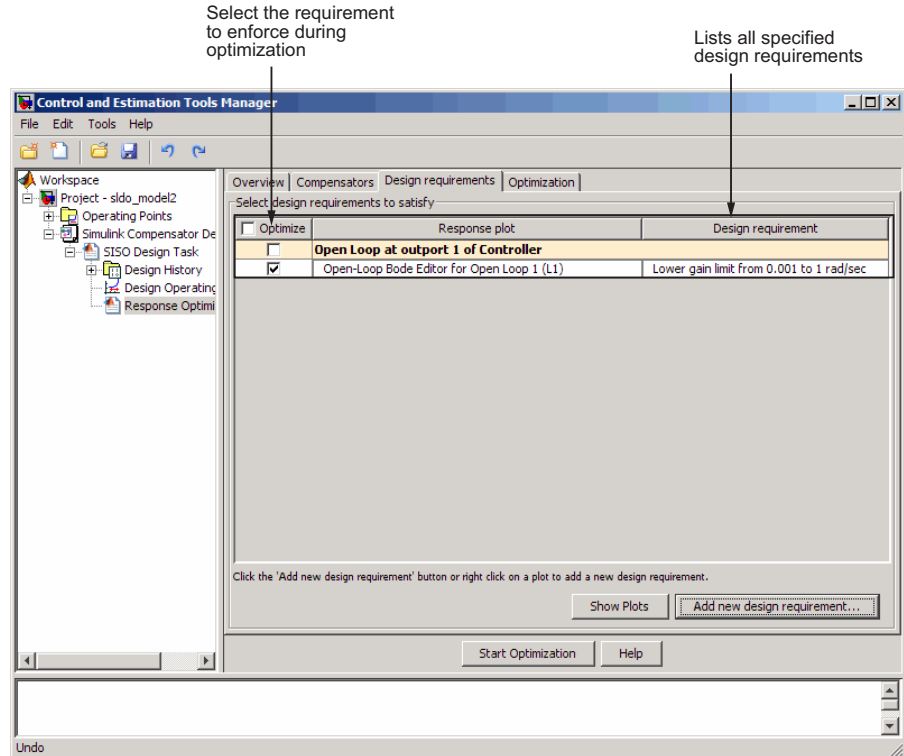 Select the requirement
to enforce during
optimization
Lists all specified
design requirements
Control and Estimation Tools Manager
File Edit Tools Help
Workspace
Project - sldo_model2
Operating Points
Simulink Compensator De
SISO Design Task
Design History
Design Operating
Response Optimi
Overview Compensators Design requirements Optimization
Select design requirements to satisfy
Optimize Response plot Design requirement
Open Loop at outport 1 of Controller
Open-Loop Bode Editor for Open Loop 1 (L1) Lower gain limit from 0.001 to 1 rad/sec
Click the 'Add new design requirement' button or right click on a plot to add a new design requirement.
Show Plots Add new design requirement...
Start Optimization Help
Undo